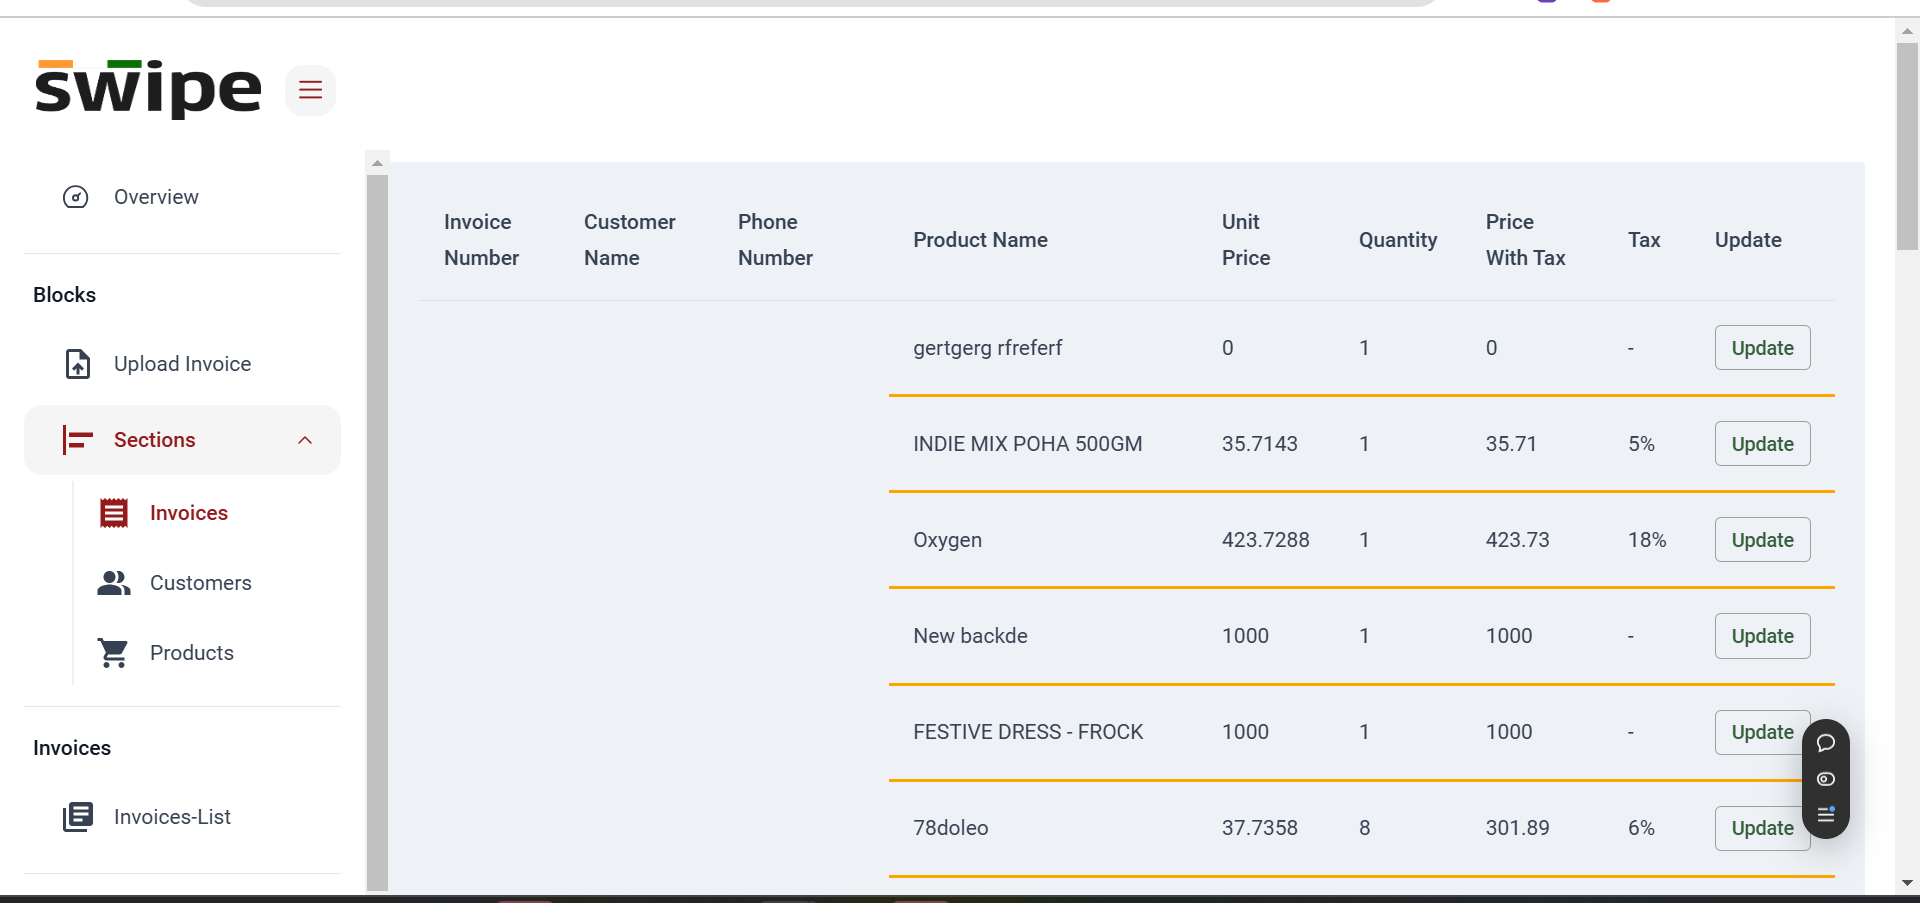 swipe
Overview
Blocks
Upload Invoice
Sections
Invoices
Customers
Products
Invoices
Invoices-List
Invoice Number
Customer Name
Phone Number
Product Name
Unit Price
Quantity
Price With Tax
Tax
Update
gertgerg rfreferf 0 1 0 - Update
INDIE MIX POHA 500GM 35.7143 1 35.71 5% Update
Oxygen 423.7288 1 423.73 18% Update
New backde 1000 1 1000 - Update
FESTIVE DRESS - FROCK 1000 1 1000 - Update
78doleo 37.7358 8 301.89 6% Update